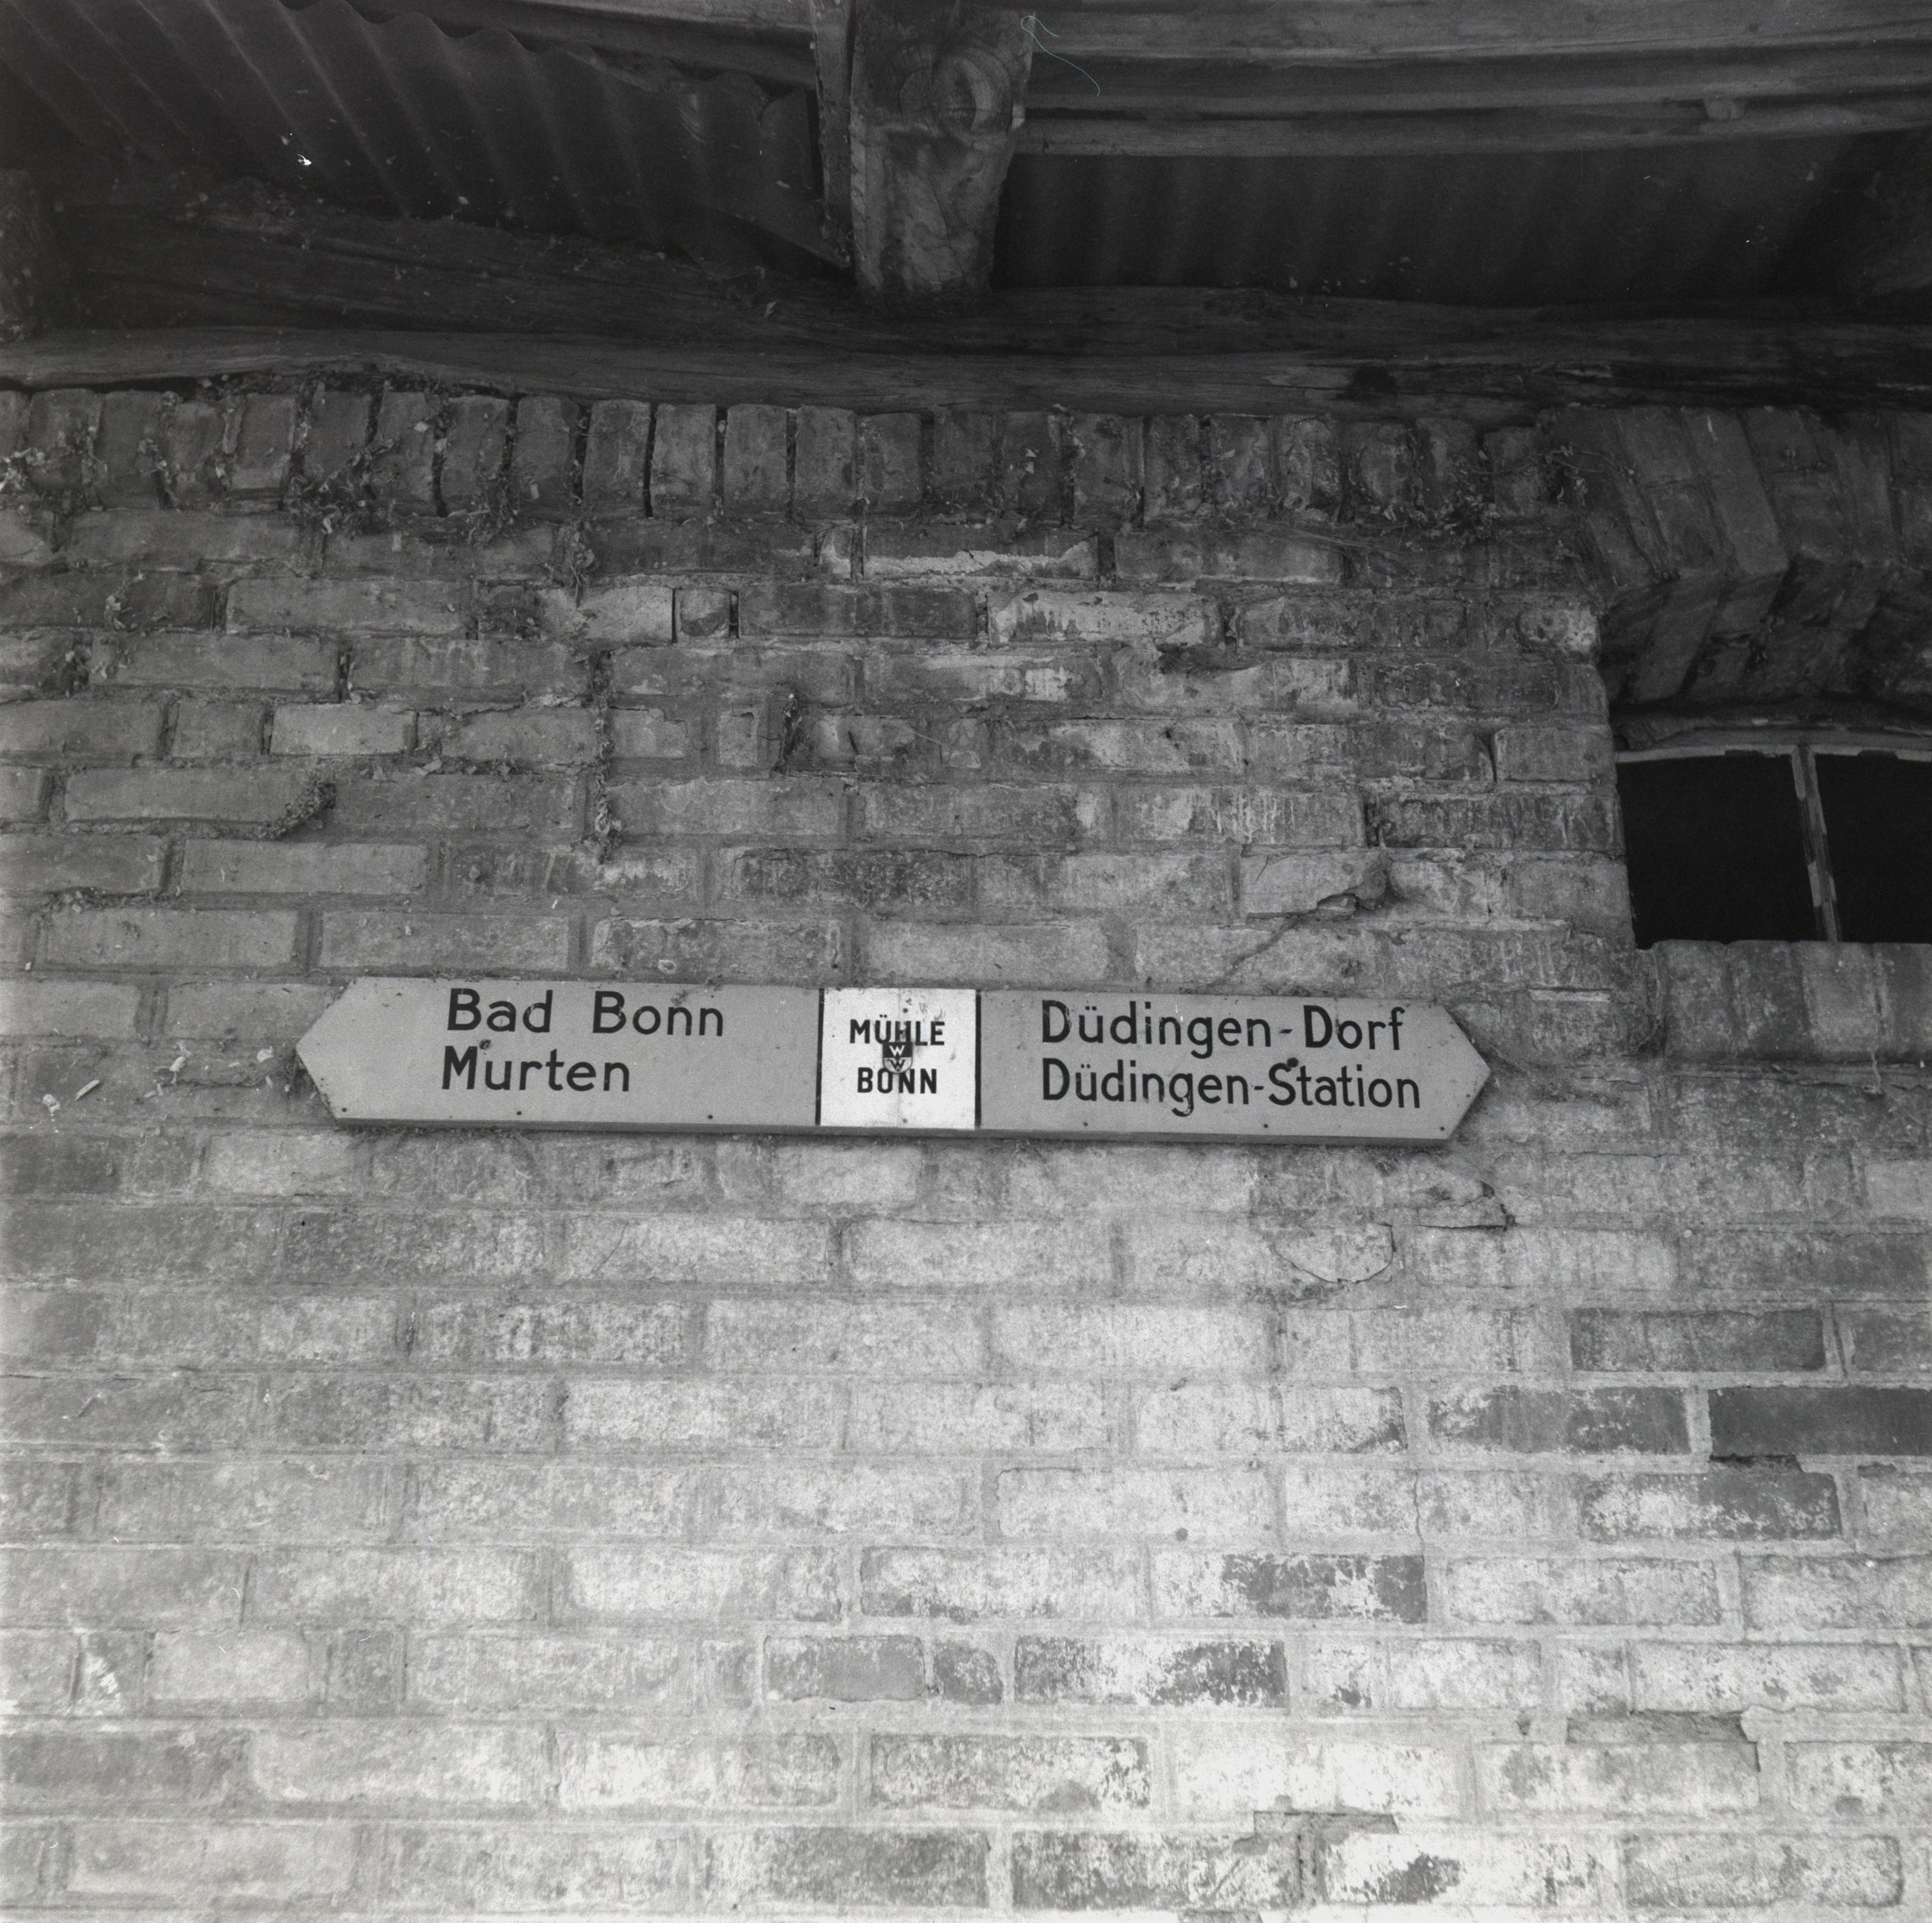 Bad Bonn
Murten
MÜHLE
W
BONN
Düdingen-Dorf
Düdingen-Station